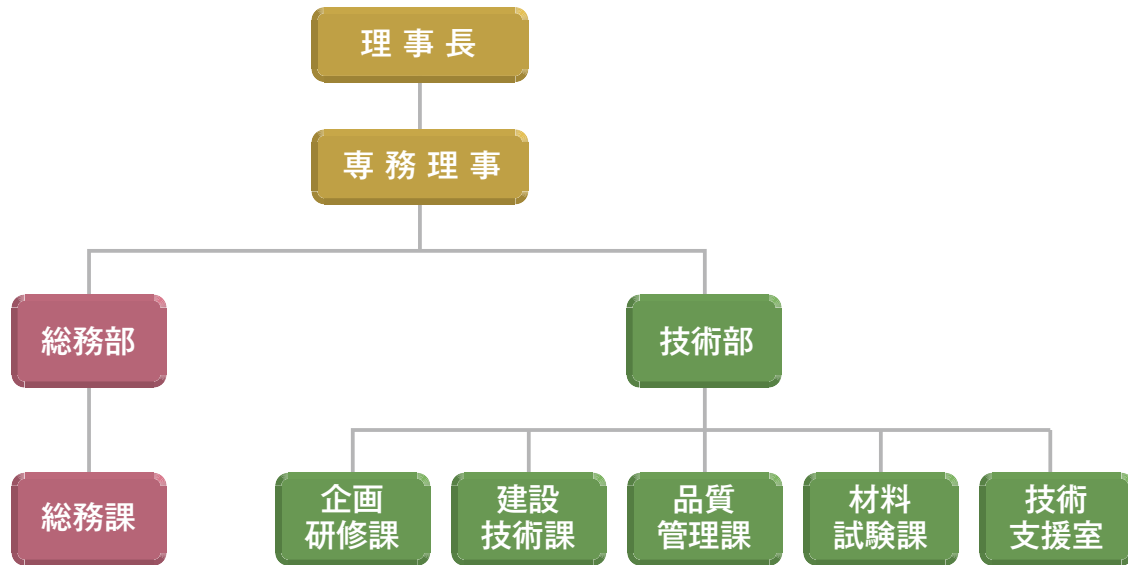 理事長
専務理事
総務部
技術部
総務課
企画
研修課
建設
技術課
品質
管理課
材料
試験課
技術
支援室